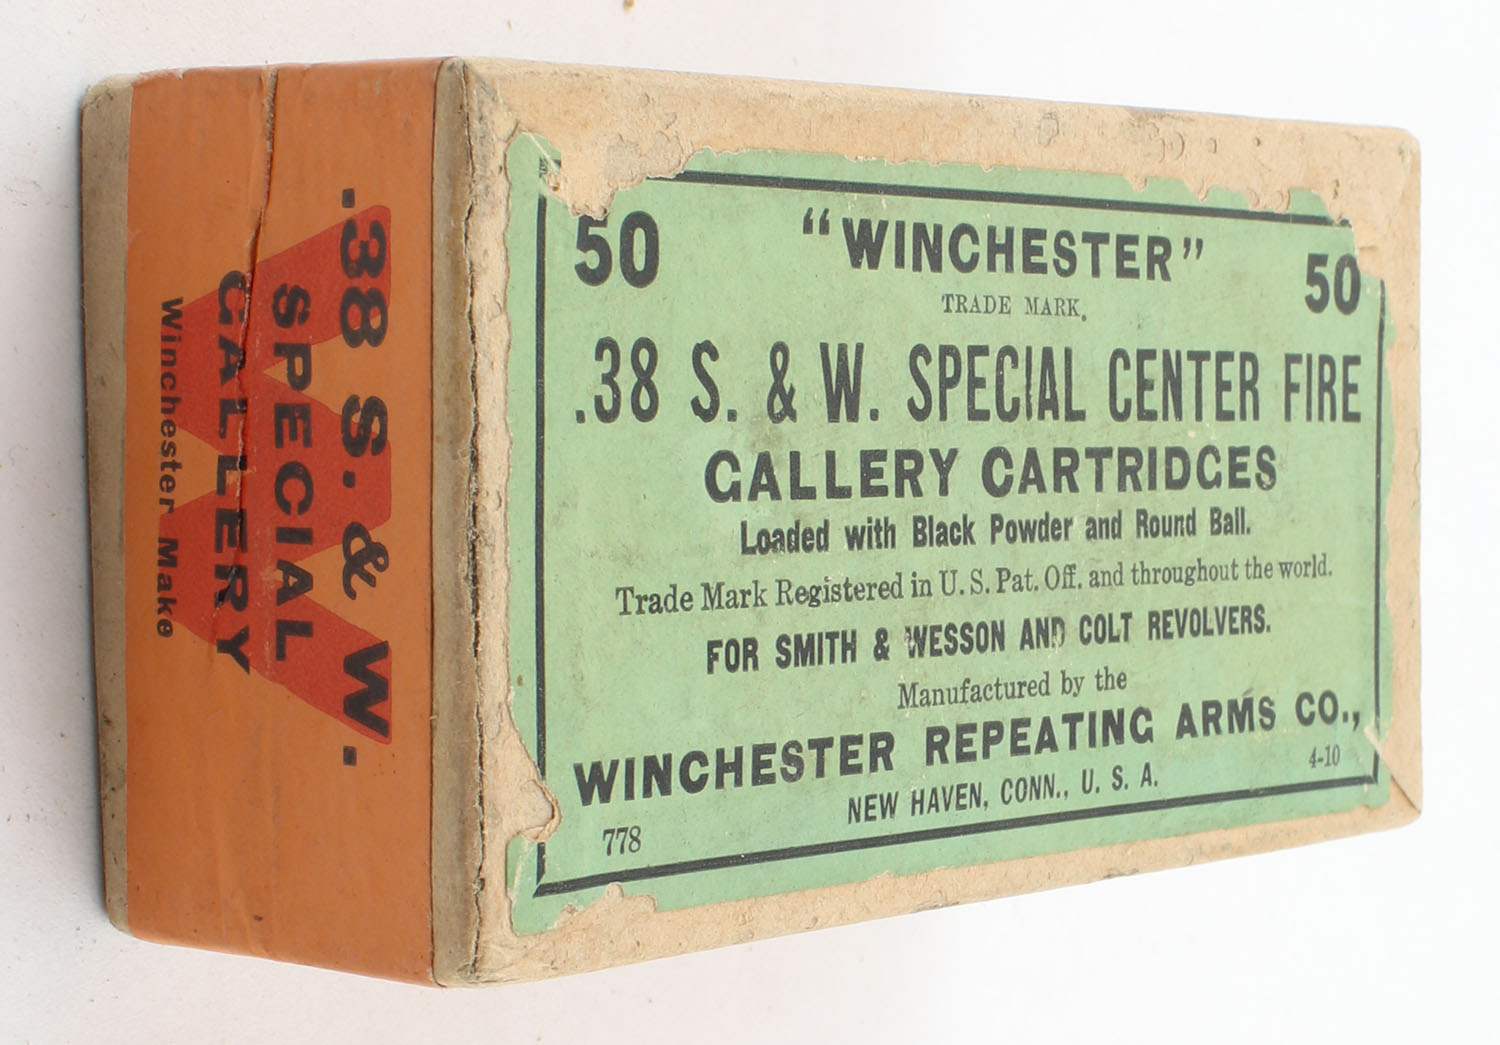 50 "WINCHESTER" 50
TRADE MARK.
.38 S. & W. SPECIAL CENTER FIRE
GALLERY CARTRIDGES
Loaded with Black Powder and Round Ball.
Trade Mark Registered in U. S. Pat. Off. and throughout the world.
FOR SMITH & WESSON AND COLT REVOLVERS.
Manufactured by the
WINCHESTER REPEATING ARMS CO.,
778 NEW HAVEN, CONN., U. S. A. 4-10
.38 S. & W.
SPECIAL
GALLERY
Winchester Make